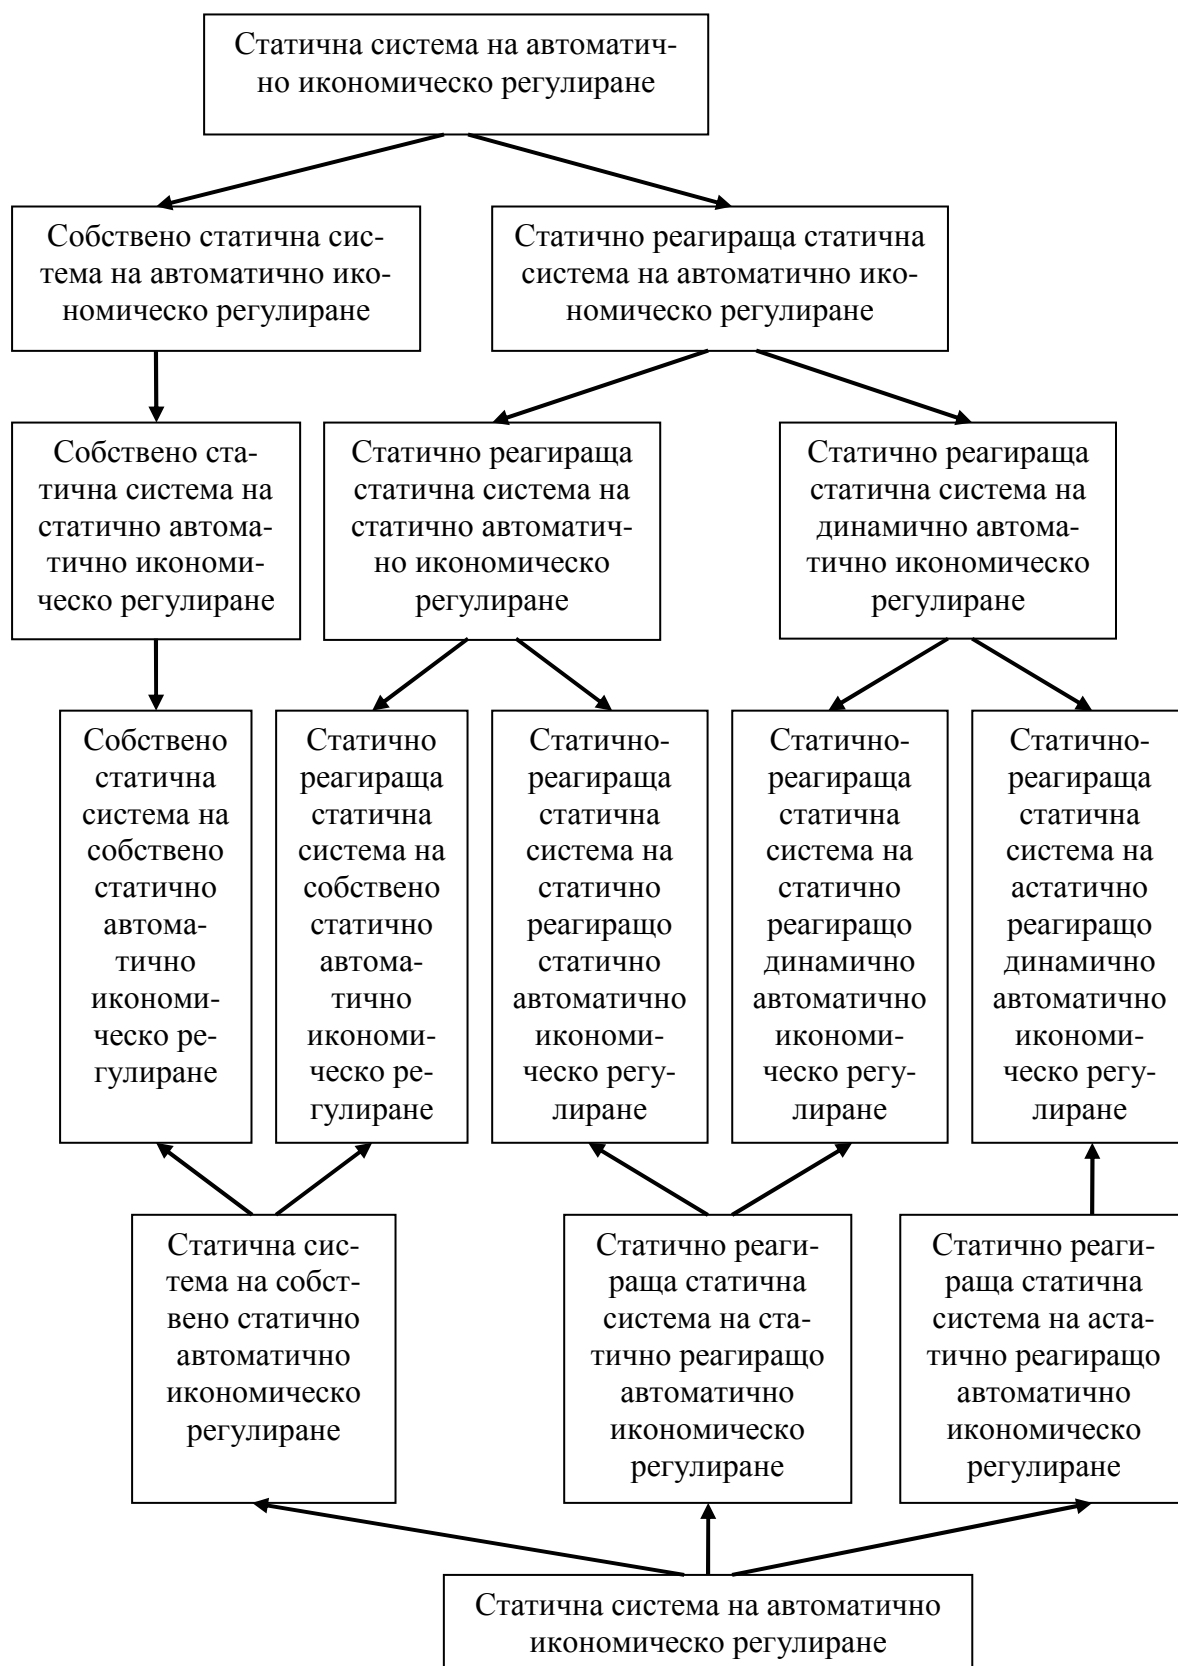 Статична система на автоматич-
но икономическо регулиране
Собствено статична сис-
тема на автоматично ико-
номическо регулиране
Статично реагираща статична
система на автоматично ико-
номическо регулиране
Собствено ста-
тична система на
статично автома-
тично икономи-
ческо регулиране
Статично реагираща
статична система на
статично автоматич-
но икономическо
регулиране
Статично реагираща
статична система на
динамично автома-
тично икономическо
регулиране
Собствено
статична
система на
собствено
статично
автома-
тично
икономи-
ческо ре-
гулиране
Статично
реагираща
статична
система на
собствено
статично
автома-
тично
икономи-
ческо ре-
гулиране
Статично-
реагираща
статична
система на
статично
реагиращо
статично
автоматично
икономи-
ческо регу-
лиране
Статично-
реагираща
статична
система на
статично
реагиращо
динамично
автоматично
икономи-
ческо регу-
лиране
Статично-
реагираща
статична
система на
астатично
реагиращо
динамично
автоматично
икономи-
ческо регу-
лиране
Статична сис-
тема на собст-
вено статично
автоматично
икономическо
регулиране
Статично реаги-
раща статична
система на ста-
тично реагиращо
автоматично
икономическо
регулиране
Статично реаги-
раща статична
система на аста-
тично реагиращо
автоматично
икономическо
регулиране
Статична система на автоматично
икономическо регулиране